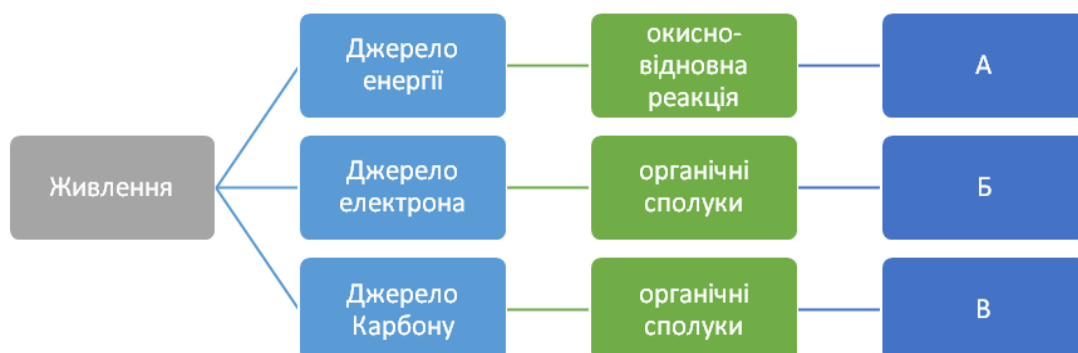 Живлення
Джерело
енергії
окисно-
відновна
реакція
А
Джерело
електрона
органічні
сполуки
Б
Джерело
Карбону
органічні
сполуки
В